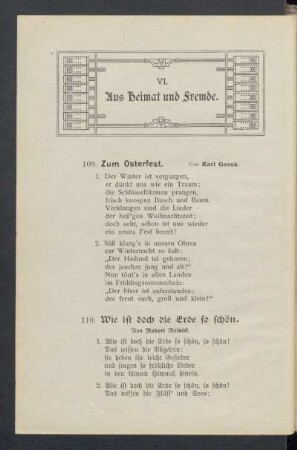 VI.
Aus Heimat und Fremde.
109. Zum Osterfest. Von Karl Gerok.
1. Der Winter ist vergangen,
er dünkt uns wie ein Traum;
die Schlüsselblumen prangen,
frisch knospen Busch und Baum.
Verklungen sind die Lieder
der heil'gen Weihnachtszeit;
doch seht, schon ist uns wieder
ein neues Fest bereit!
2. Süß klang's in unsern Ohren
zur Winternacht so kalt:
„Der Heiland ist geboren;
des jauchze jung und alt!“
Nun tönt's in allen Landen
im Frühlingssonnenschein:
„Der Herr ist auferstanden;
des freut euch, groß und klein!“
110. Wie ist doch die Erde so schön.
Von Robert Reinick.
1. Wie ist doch die Erde so schön, so schön!
Das wissen die Vögelein:
sie heben ihr leicht Gefieder
und singen so fröhliche Lieder
in den blauen Himmel hinein.
2. Wie ist doch die Erde so schön, so schön!
Das wissen die Flüss' und Seen: